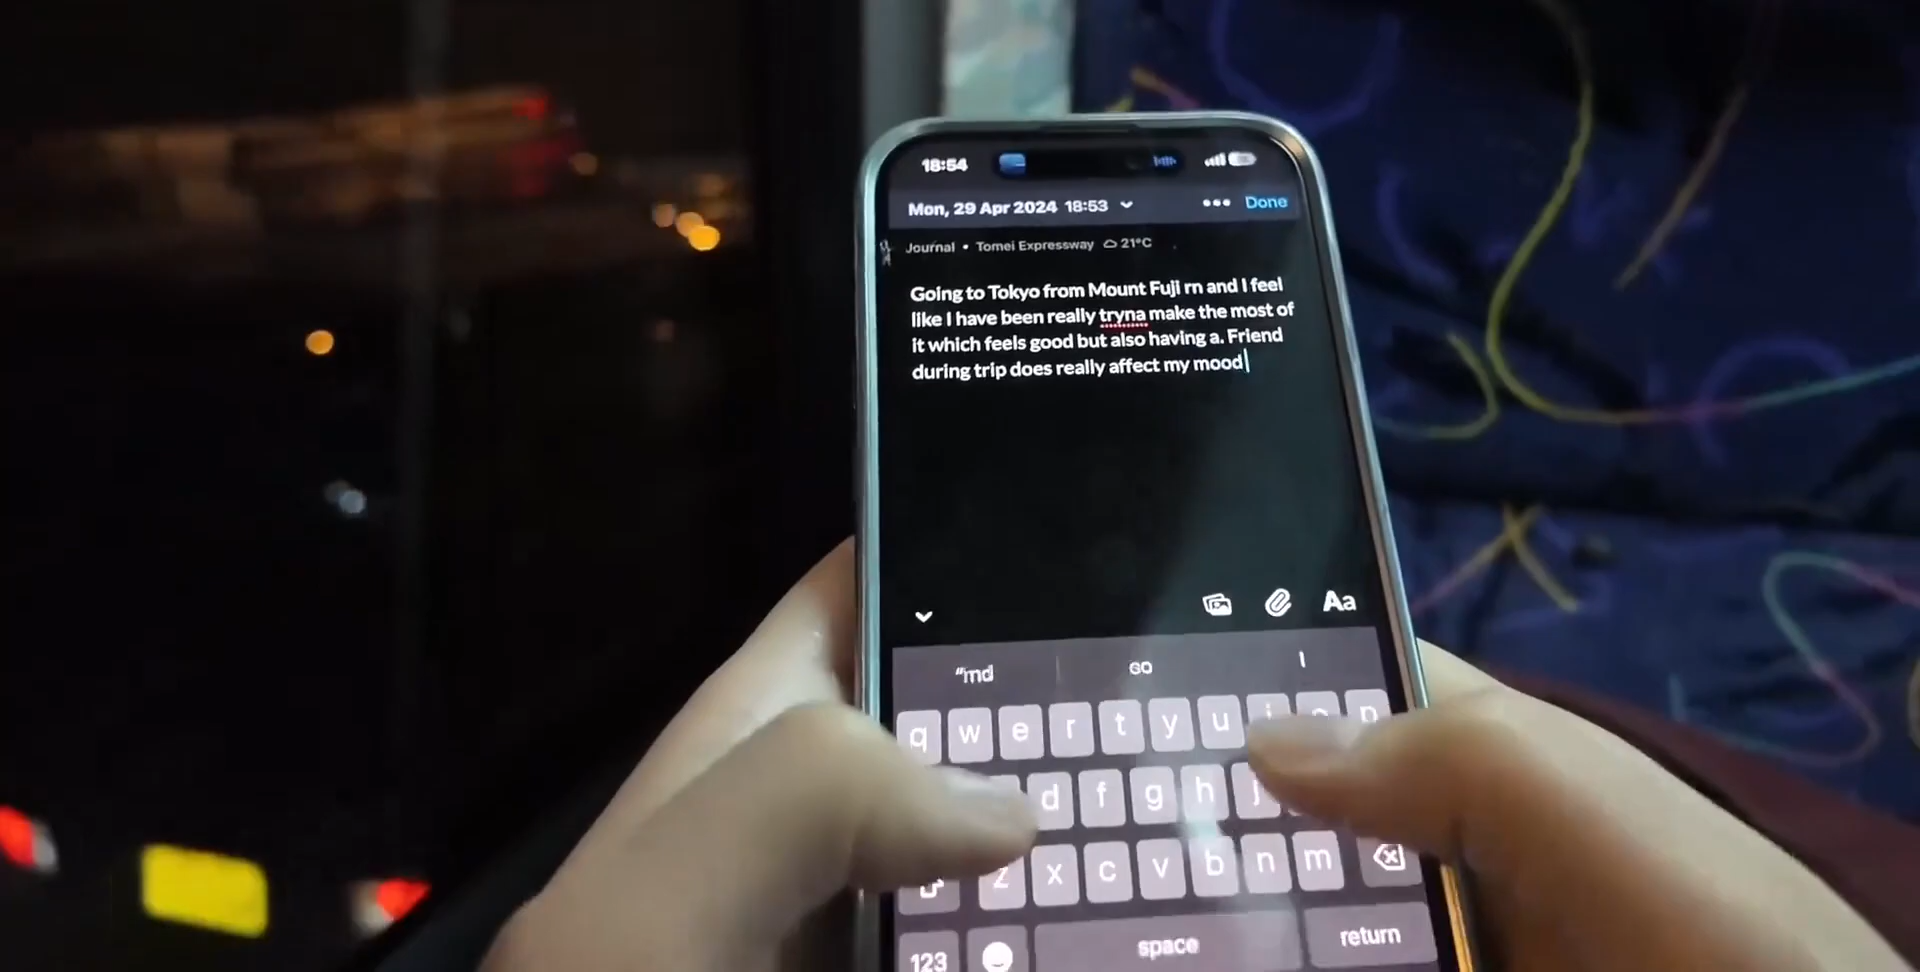 18:54
Mon, 29 Apr 2024 18:53
Done
Journal • Tomei Expressway 21°C
Going to Tokyo from Mount Fuji rn and I feel
like I have been really tryna make the most of
it which feels good but also having a. Friend
during trip does really affect my mood
Aa
GO I
q w e r t y u i o p
d f g h j
z x c v b n m
123 space return